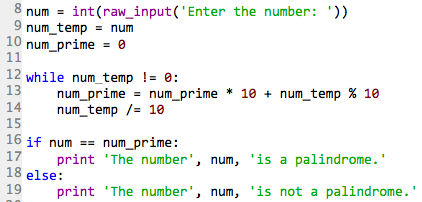 8 num = int(raw_input('Enter the number: '))
9 num_temp = num
10 num_prime = 0
11
12 while num_temp != 0:
13     num_prime = num_prime * 10 + num_temp % 10
14     num_temp /= 10
15
16 if num == num_prime:
17     print 'The number', num, 'is a palindrome.'
18 else:
19     print 'The number', num, 'is not a palindrome.'